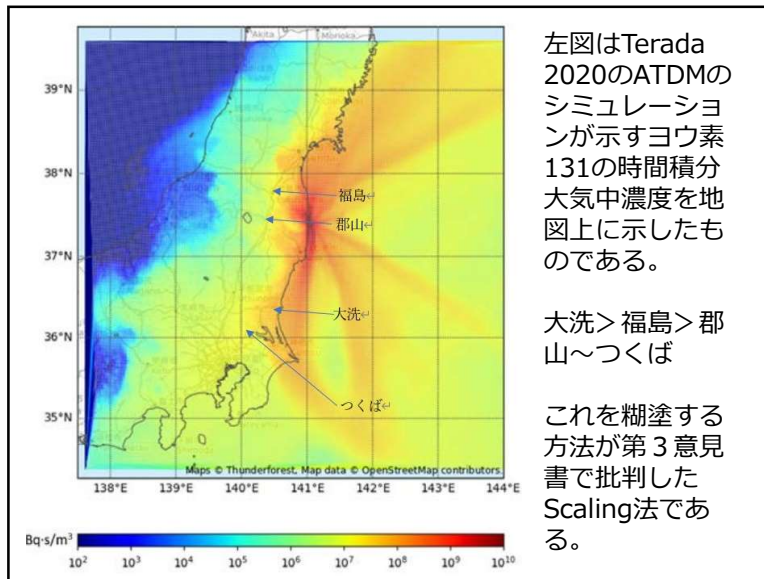 Akita
Morioka
39°N
38°N
37°N
36°N
35°N
福島↵
郡山↵
大洗↵
つくば↵
Maps © Thunderforest, Map data © OpenStreetMap contributors.
138°E 139°E 140°E 141°E 142°E 143°E 144°E
Bq·s/m³
10² 10³ 10⁴ 10⁵ 10⁶ 10⁷ 10⁸ 10⁹ 10¹⁰
左図はTerada
2020のATDMの
シミュレーショ
ンが示すヨウ素
131の時間積分
大気中濃度を地
図上に示したも
のである。
大洗＞福島＞郡
山～つくば
これを糊塗する
方法が第３意見
書で批判した
Scaling法であ
る。